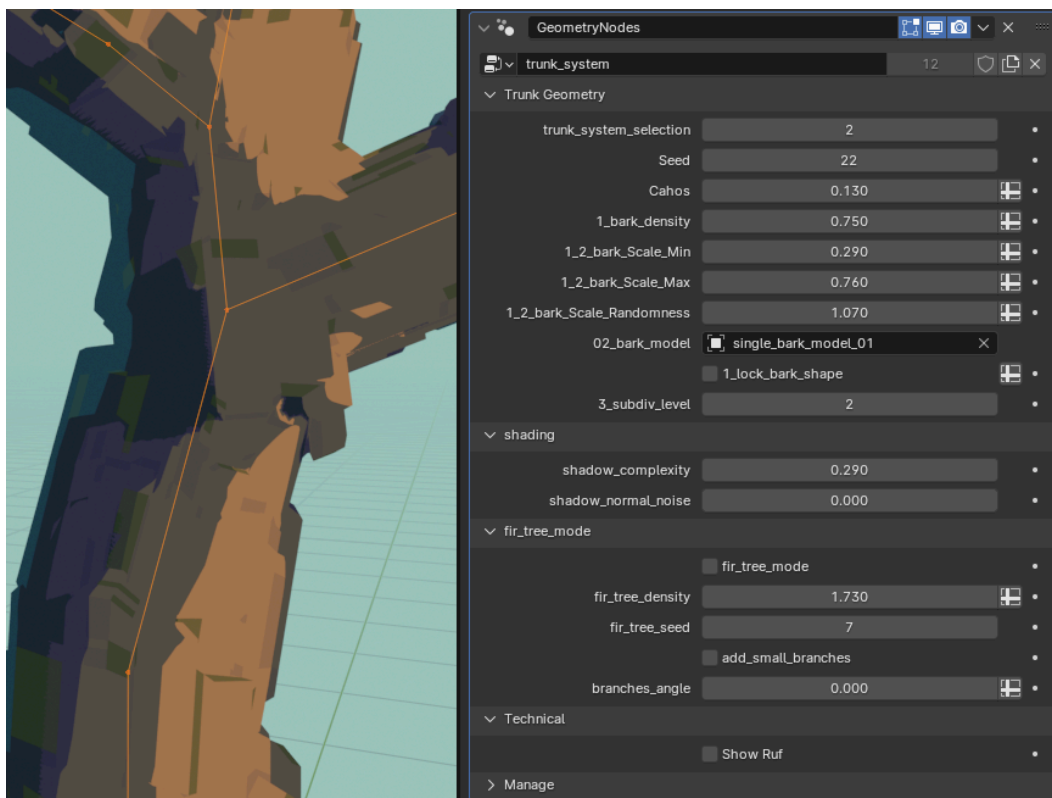 GeometryNodes
trunk_system 12
Trunk Geometry
trunk_system_selection 2
Seed 22
Cahos 0.130
1_bark_density 0.750
1_2_bark_Scale_Min 0.290
1_2_bark_Scale_Max 0.760
1_2_bark_Scale_Randomness 1.070
02_bark_model single_bark_model_01
1_lock_bark_shape
3_subdiv_level 2
shading
shadow_complexity 0.290
shadow_normal_noise 0.000
fir_tree_mode
fir_tree_mode
fir_tree_density 1.730
fir_tree_seed 7
add_small_branches
branches_angle 0.000
Technical
Show Ruf
Manage